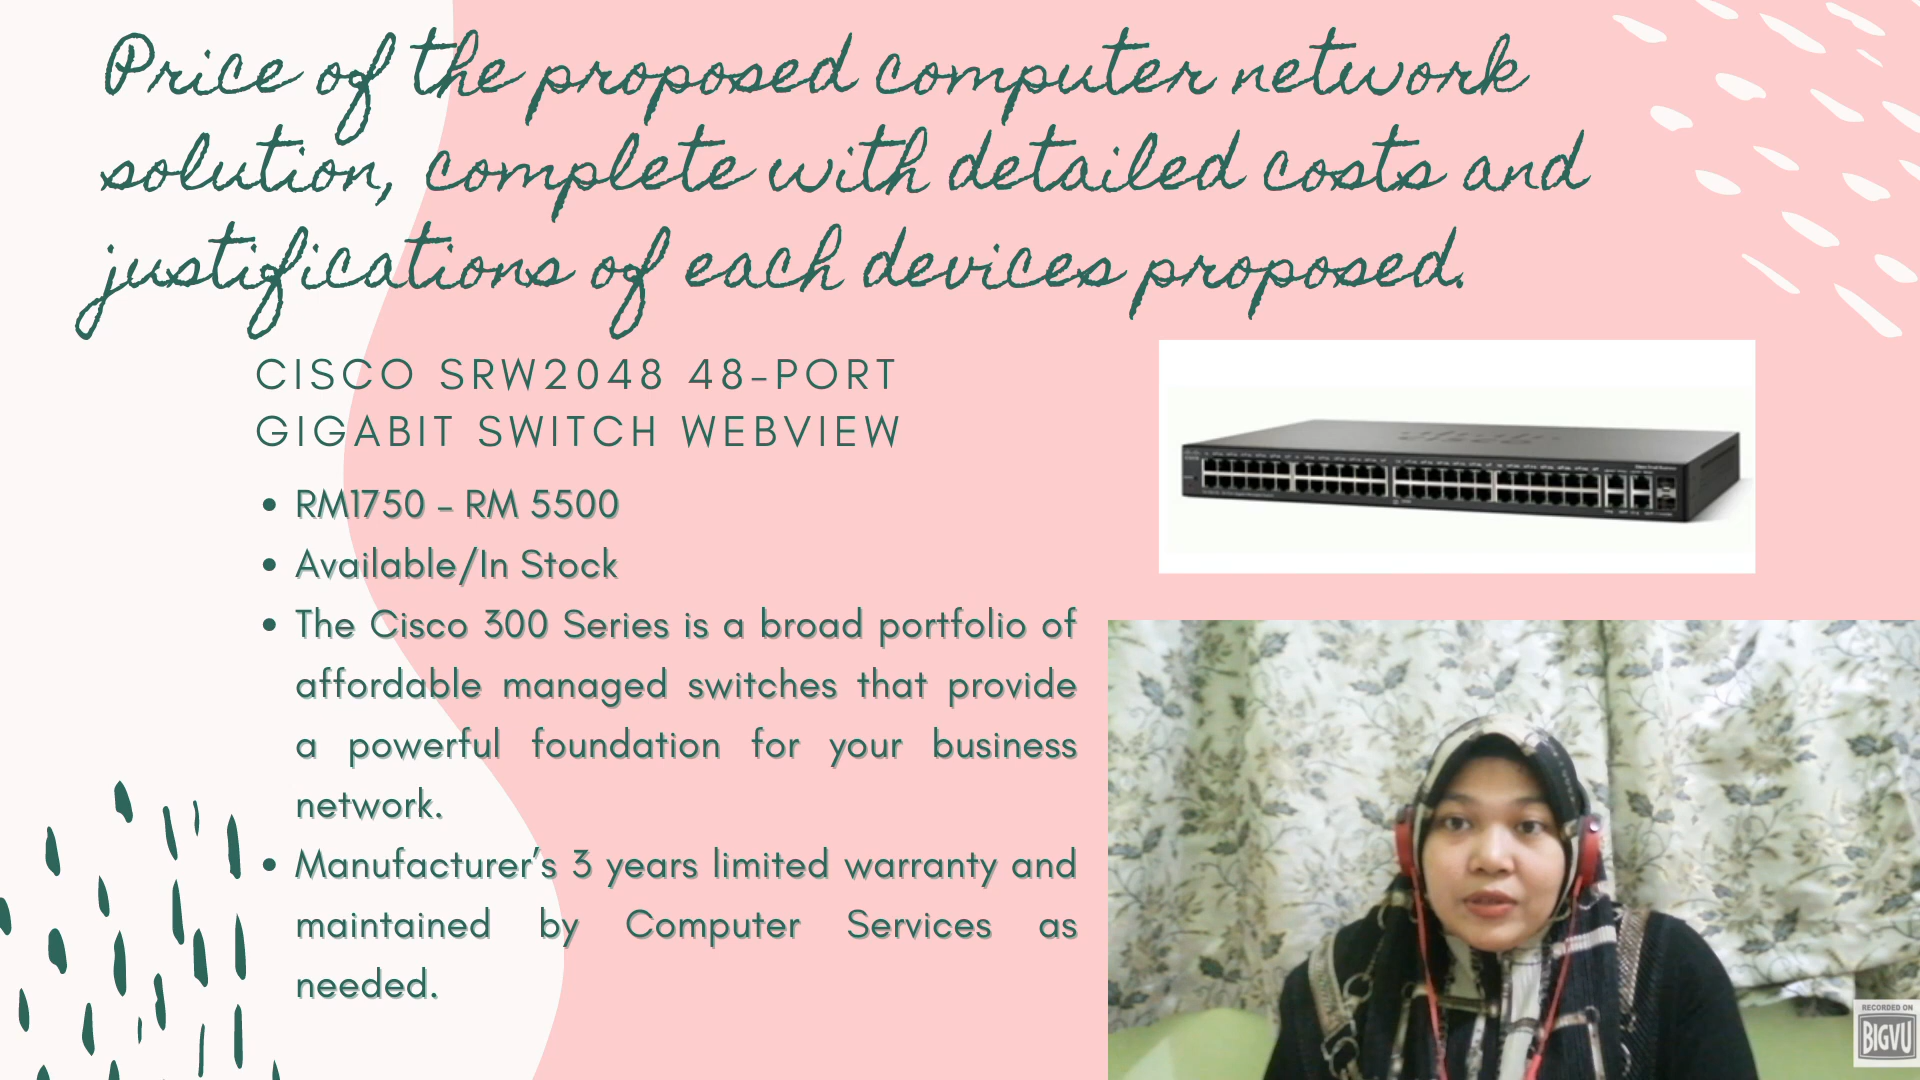 Price of the proposed computer network
solution, complete with detailed costs and
justifications of each devices proposed.
CISCO SRW2048 48-PORT
GIGABIT SWITCH WEBVIEW
• RM1750 - RM 5500
• Available/In Stock
• The Cisco 300 Series is a broad portfolio of
affordable managed switches that provide
a powerful foundation for your business
network.
• Manufacturer's 3 years limited warranty and
maintained by Computer Services as
needed.
RECORDED ON
BIGVU